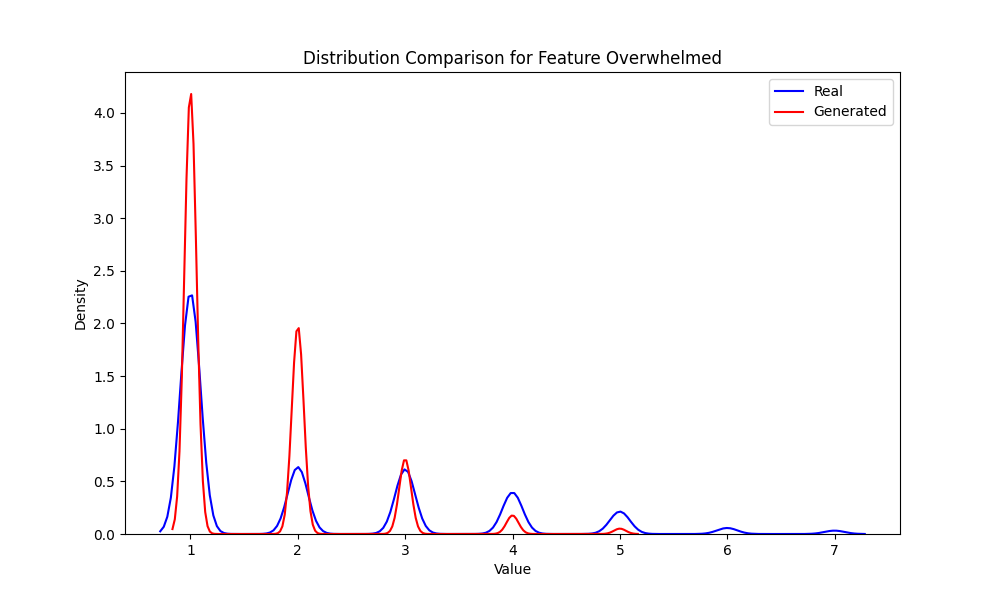 Distribution Comparison for Feature Overwhelmed
Real
Generated
4.0
3.5
3.0
2.5
2.0
1.5
1.0
0.5
0.0
Density
1 2 3 4 5 6 7
Value